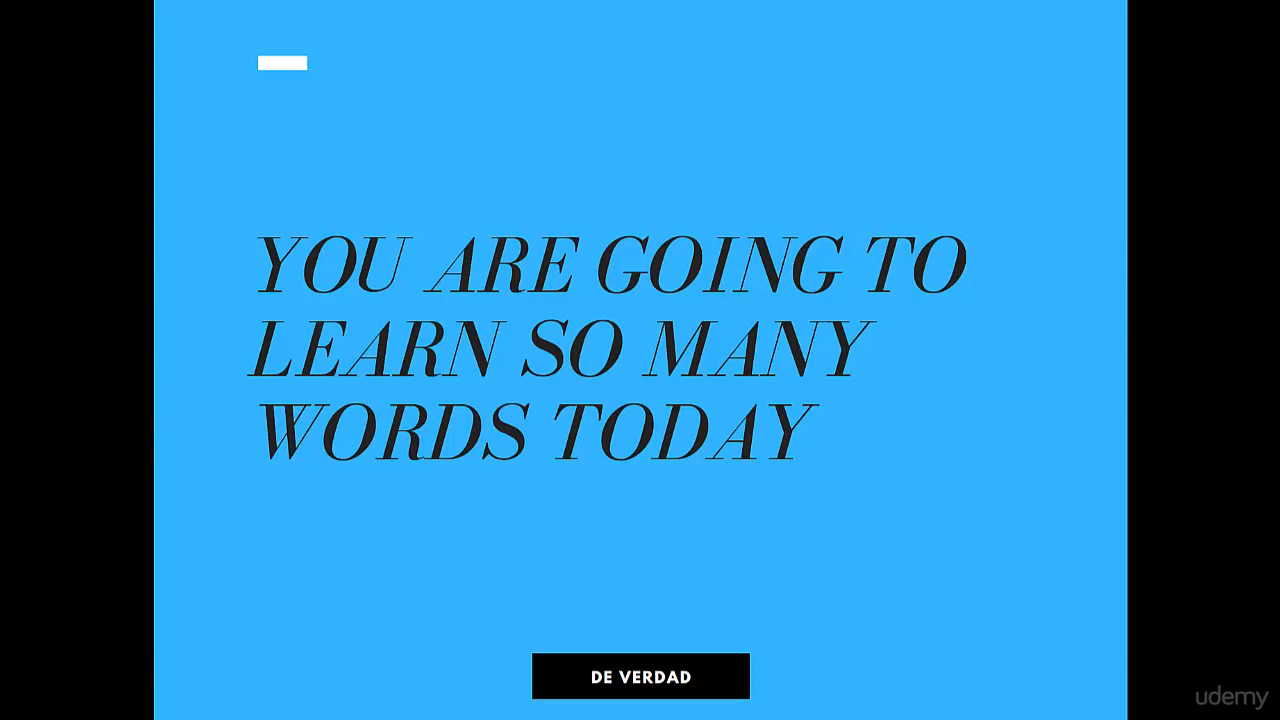 YOU ARE GOING TO
LEARN SO MANY
WORDS TODAY
DE VERDAD
udemy